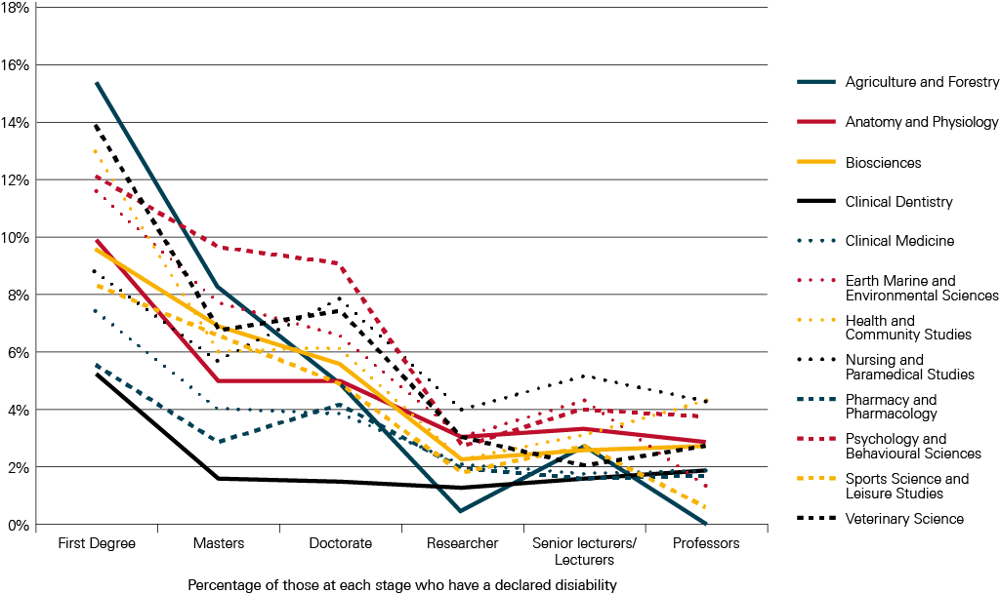 18%
16%
14%
12%
10%
8%
6%
4%
2%
0%
First Degree
Masters
Doctorate
Researcher
Senior lecturers/
Lecturers
Professors
Percentage of those at each stage who have a declared disiability
Agriculture and Forestry
Anatomy and Physiology
Biosciences
Clinical Dentistry
Clinical Medicine
Earth Marine and
Environmental Sciences
Health and
Community Studies
Nursing and
Paramedical Studies
Pharmacy and
Pharmacology
Psychology and
Behavioural Sciences
Sports Science and
Leisure Studies
Veterinary Science